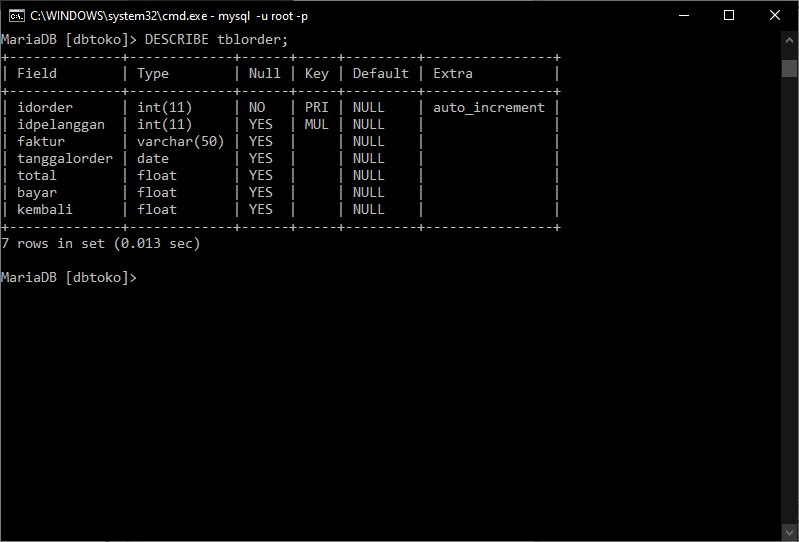 C:\WINDOWS\system32\cmd.exe - mysql  -u root -p
MariaDB [dbtoko]> DESCRIBE tblorder;
+--------------+-------------+------+-----+---------+----------------+
| Field        | Type        | Null | Key | Default | Extra          |
+--------------+-------------+------+-----+---------+----------------+
| idorder      | int(11)     | NO   | PRI | NULL    | auto_increment |
| idpelanggan  | int(11)     | YES  | MUL | NULL    |                |
| faktur       | varchar(50) | YES  |     | NULL    |                |
| tanggalorder | date        | YES  |     | NULL    |                |
| total        | float       | YES  |     | NULL    |                |
| bayar        | float       | YES  |     | NULL    |                |
| kembali      | float       | YES  |     | NULL    |                |
+--------------+-------------+------+-----+---------+----------------+
7 rows in set (0.013 sec)
MariaDB [dbtoko]>